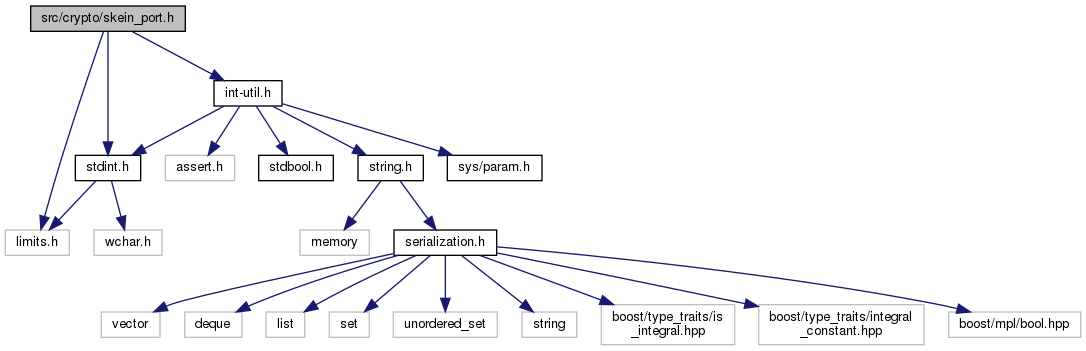 src/crypto/skein_port.h
int-util.h
stdint.h
assert.h
stdbool.h
string.h
sys/param.h
limits.h
wchar.h
memory
serialization.h
vector
deque
list
set
unordered_set
string
boost/type_traits/is
_integral.hpp
boost/type_traits/integral
_constant.hpp
boost/mpl/bool.hpp